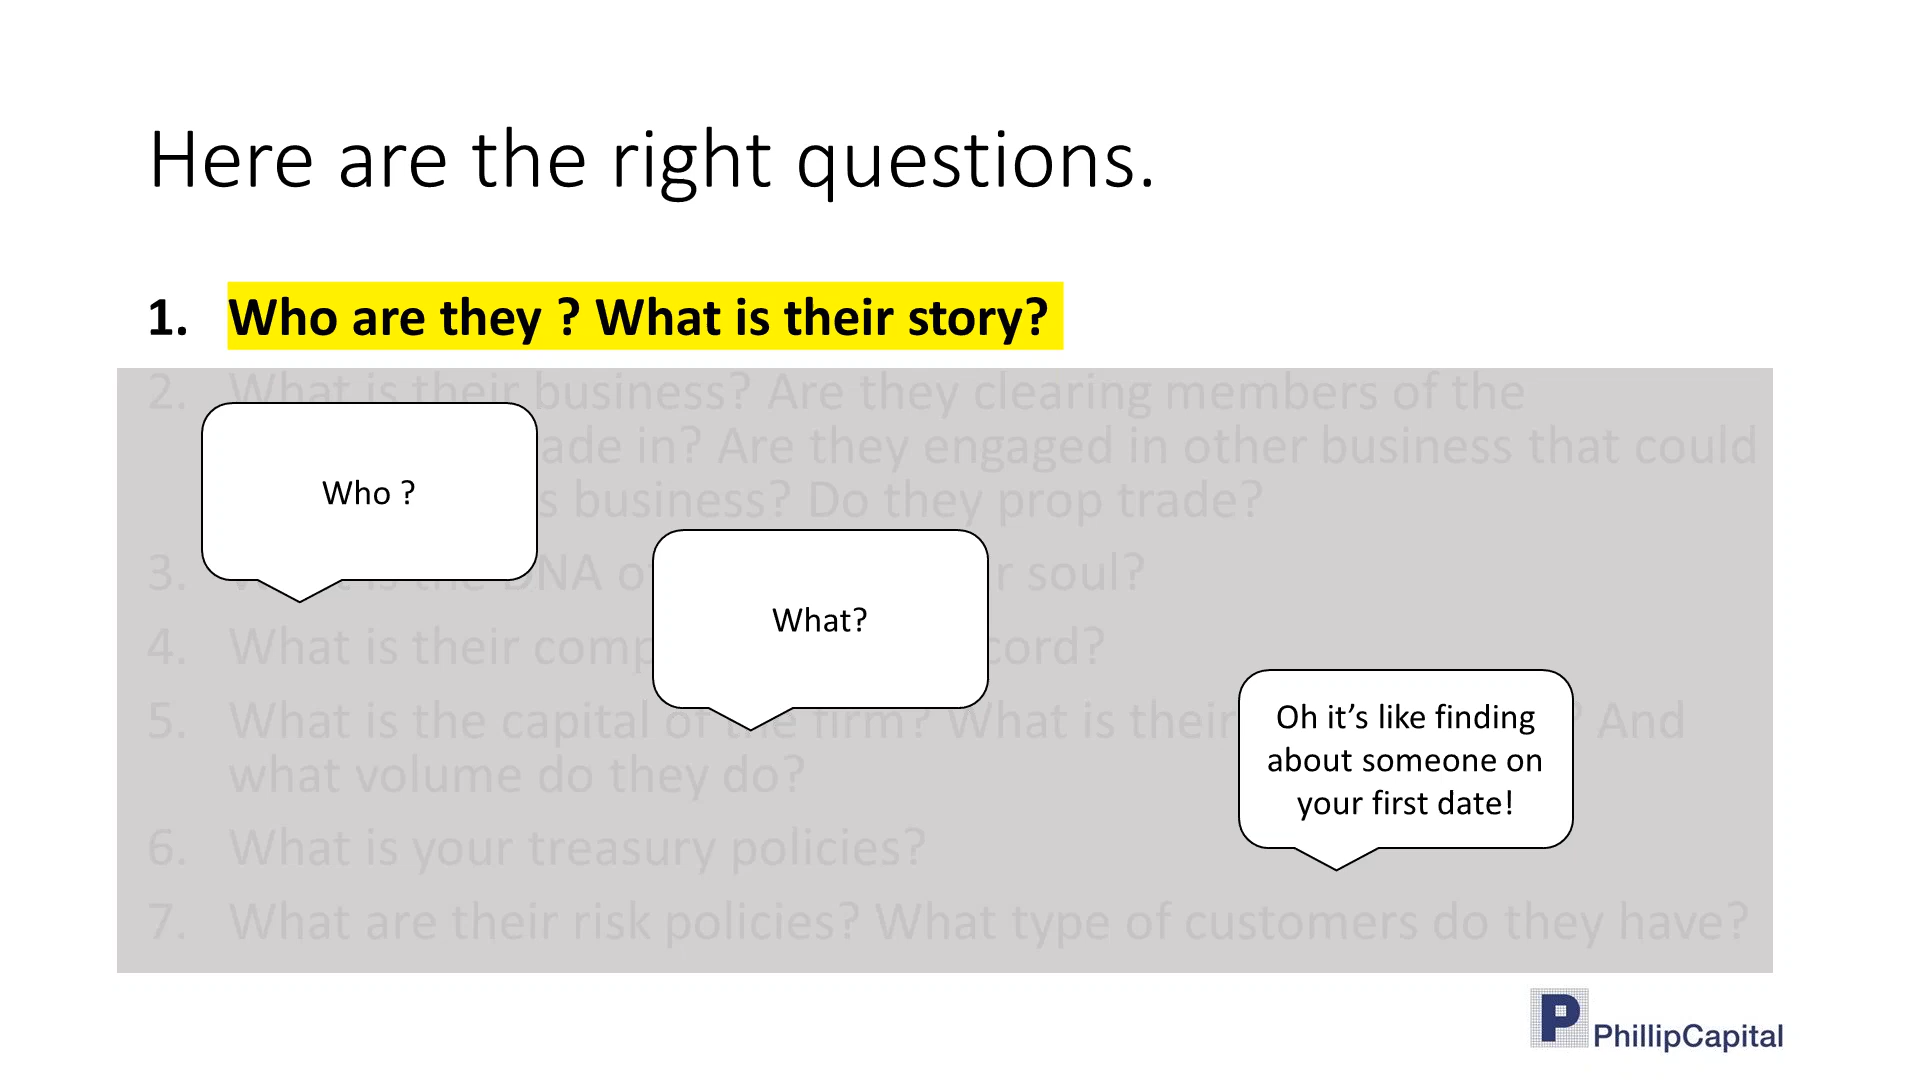 Here are the right questions.
1. Who are they ? What is their story?
2. What is their business? Are they clearing members of the
ade in? Are they engaged in other business that could
s business? Do they prop trade?
3. is the DNA o r soul?
4. What is their comp cord?
5. What is the capital of the firm? What is their ? And
what volume do they do?
6. What is your treasury policies?
7. What are their risk policies? What type of customers do they have?
Who ?
What?
Oh it’s like finding
about someone on
your first date!
P
PhillipCapital